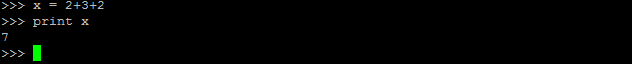 >>> x = 2+3+2
>>> print x
7
>>>